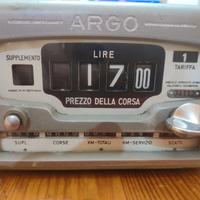 ARGO
SUPPLEMENTO
LIRE
1
17 00
TARIFFA
PREZZO DELLA CORSA
SUPL. CORSE KM-TOTALI KM-SERVIZIO SCATTI